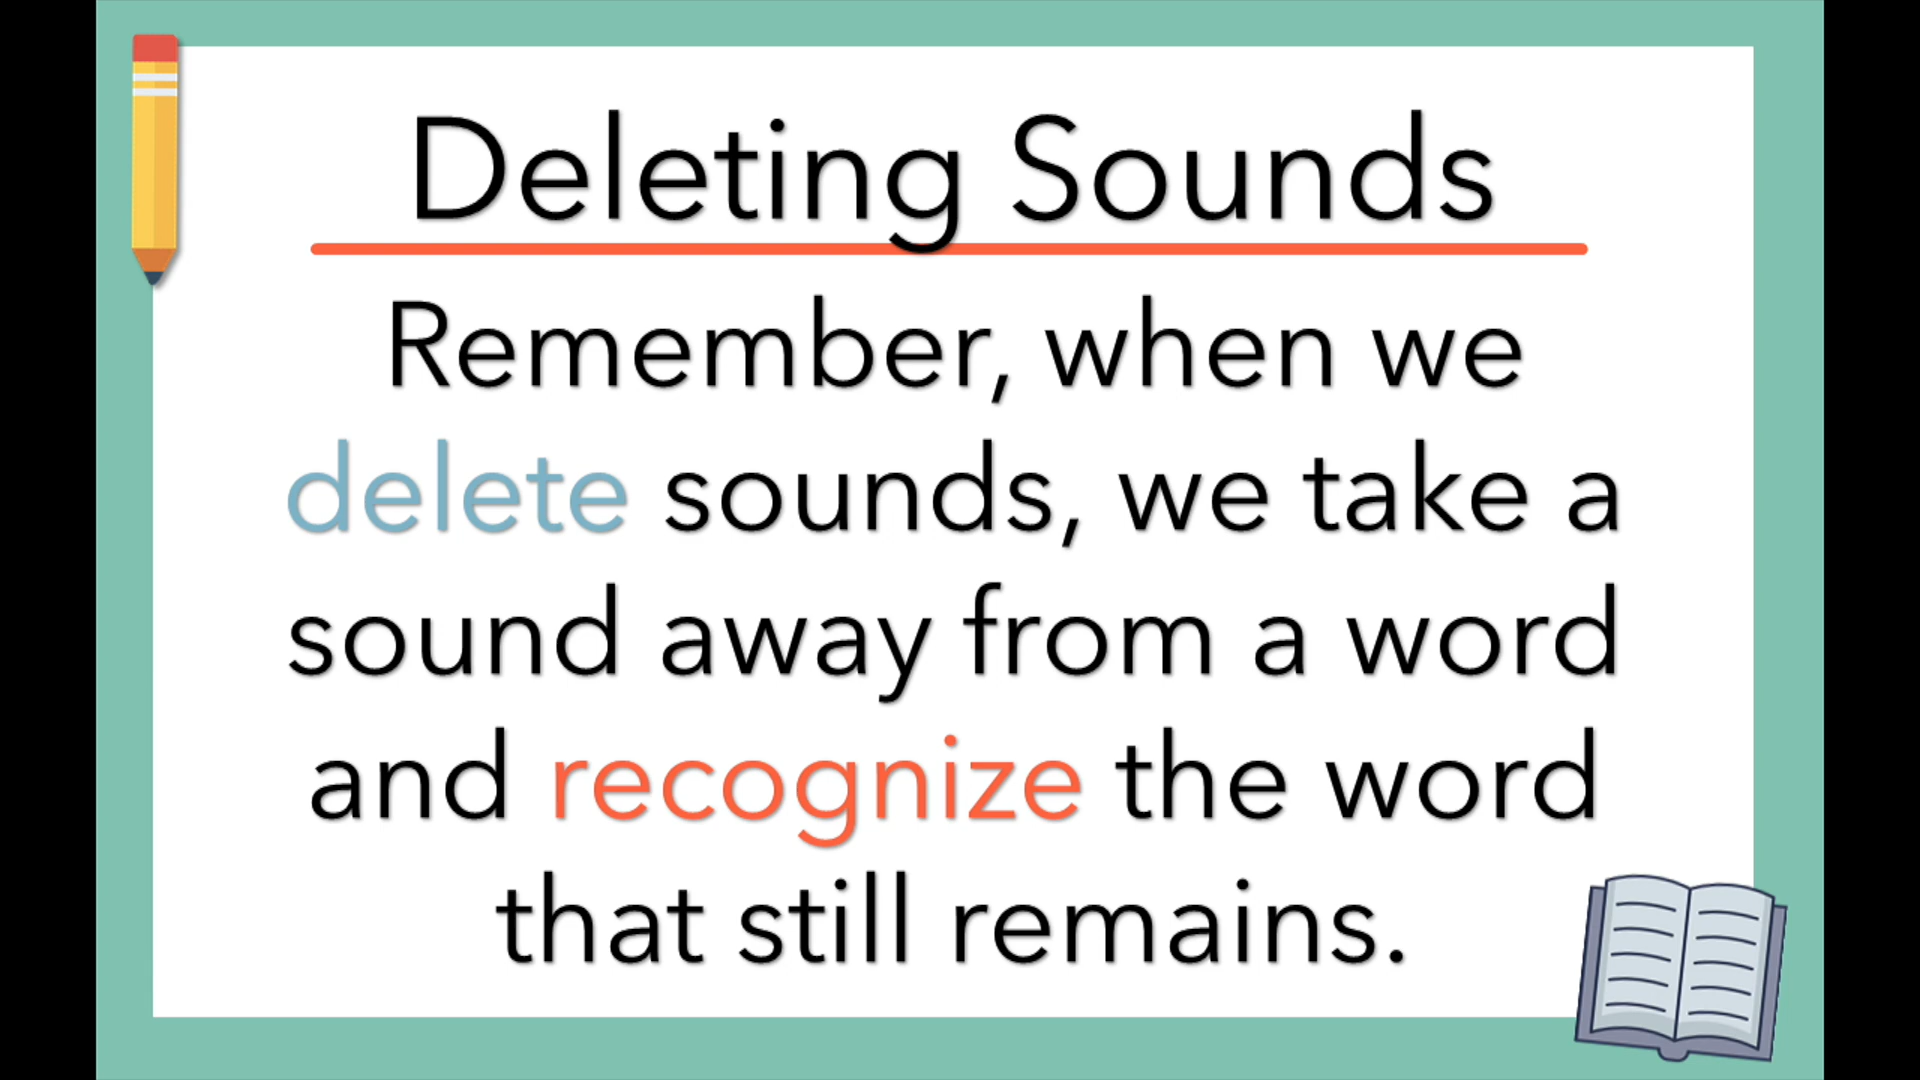 Deleting Sounds
Remember, when we
delete sounds, we take a
sound away from a word
and recognize the word
that still remains.